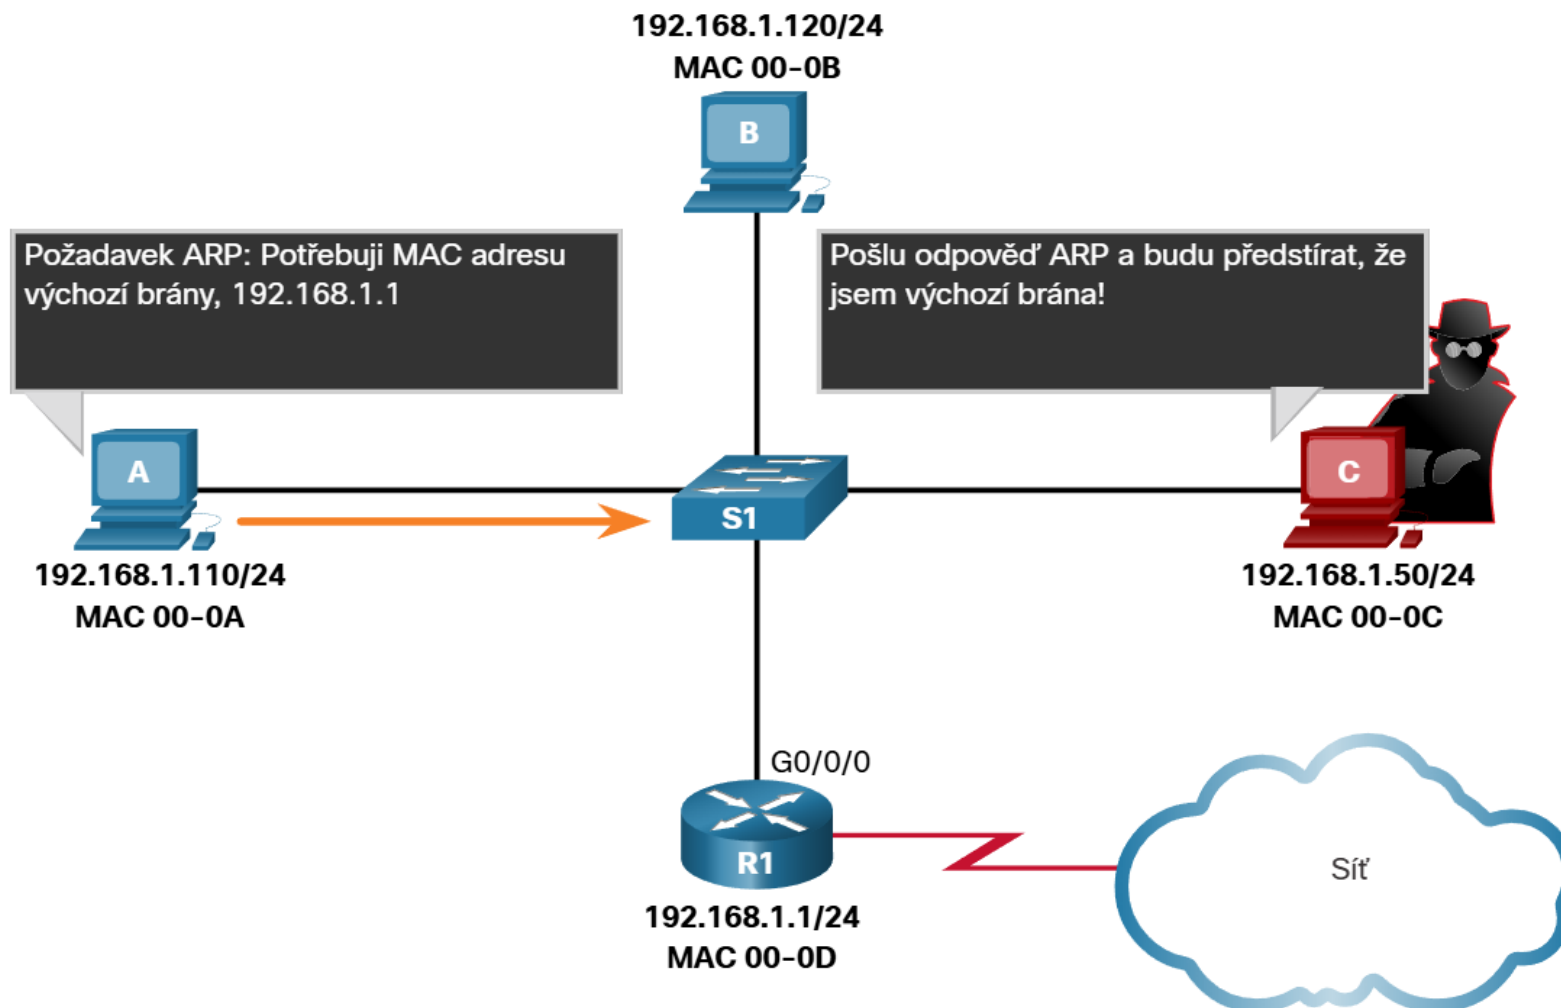 192.168.1.120/24
MAC 00-0B
B
Požadavek ARP: Potřebuji MAC adresu
výchozí brány, 192.168.1.1
Pošlu odpověď ARP a budu předstírat, že
jsem výchozí brána!
A
S1
C
192.168.1.110/24
MAC 00-0A
192.168.1.50/24
MAC 00-0C
G0/0/0
R1
Síť
192.168.1.1/24
MAC 00-0D